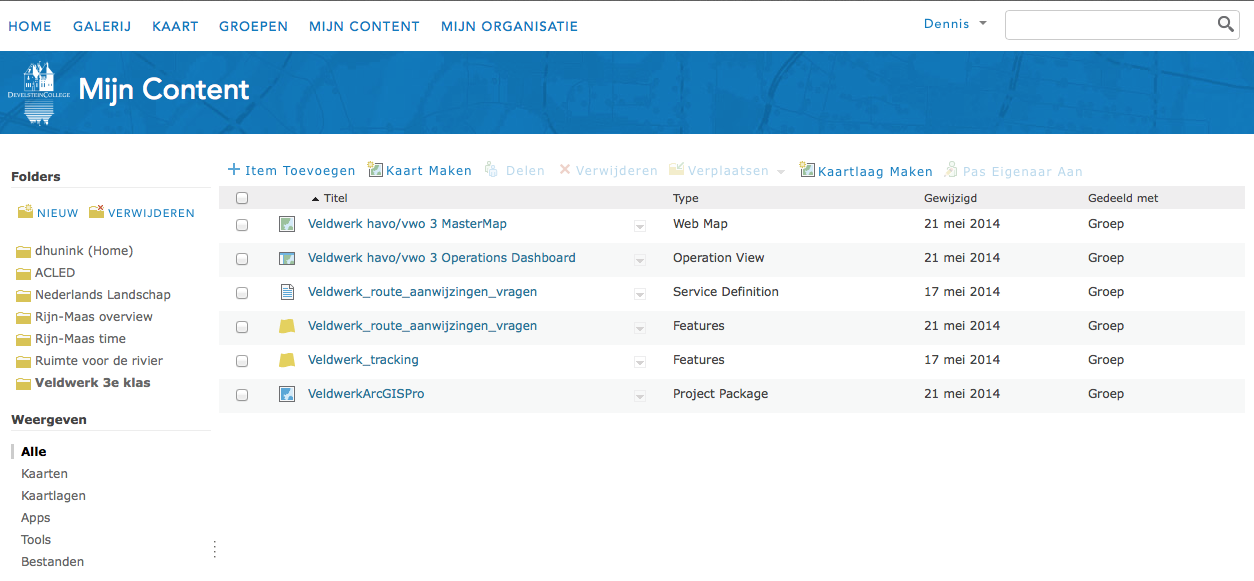 HOME GALERIJ KAART GROEPEN MIJN CONTENT MIJN ORGANISATIE Dennis
DEVELSTEINCOLLEGE
Mijn Content
Folders
NIEUW VERWIJDEREN
dhunink (Home)
ACLED
Nederlands Landschap
Rijn-Maas overview
Rijn-Maas time
Ruimte voor de rivier
Veldwerk 3e klas
Weergeven
Alle
Kaarten
Kaartlagen
Apps
Tools
Bestanden
Item Toevoegen Kaart Maken Delen Verwijderen Verplaatsen Kaartlaag Maken Pas Eigenaar Aan
Titel Type Gewijzigd Gedeeld met
Veldwerk havo/vwo 3 MasterMap Web Map 21 mei 2014 Groep
Veldwerk havo/vwo 3 Operations Dashboard Operation View 21 mei 2014 Groep
Veldwerk_route_aanwijzingen_vragen Service Definition 17 mei 2014 Groep
Veldwerk_route_aanwijzingen_vragen Features 21 mei 2014 Groep
Veldwerk_tracking Features 17 mei 2014 Groep
VeldwerkArcGISPro Project Package 21 mei 2014 Groep